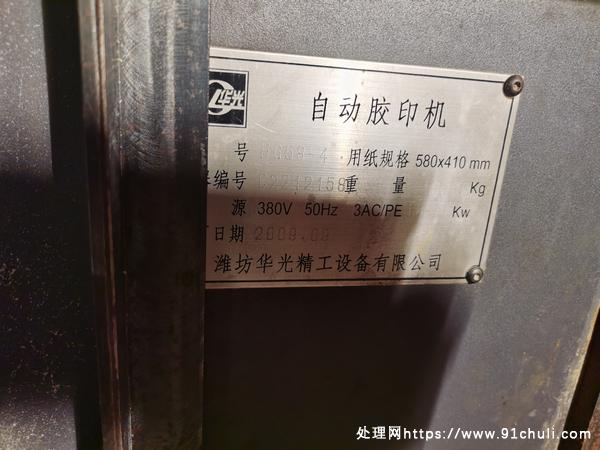 华光
自动胶印机
号 用纸规格 580x410 mm
编号 重量 Kg
源 380V 50Hz 3AC/PE Kw
日期 2009.09
潍坊华光精工设备有限公司
处理网https://www.91chuli.com/